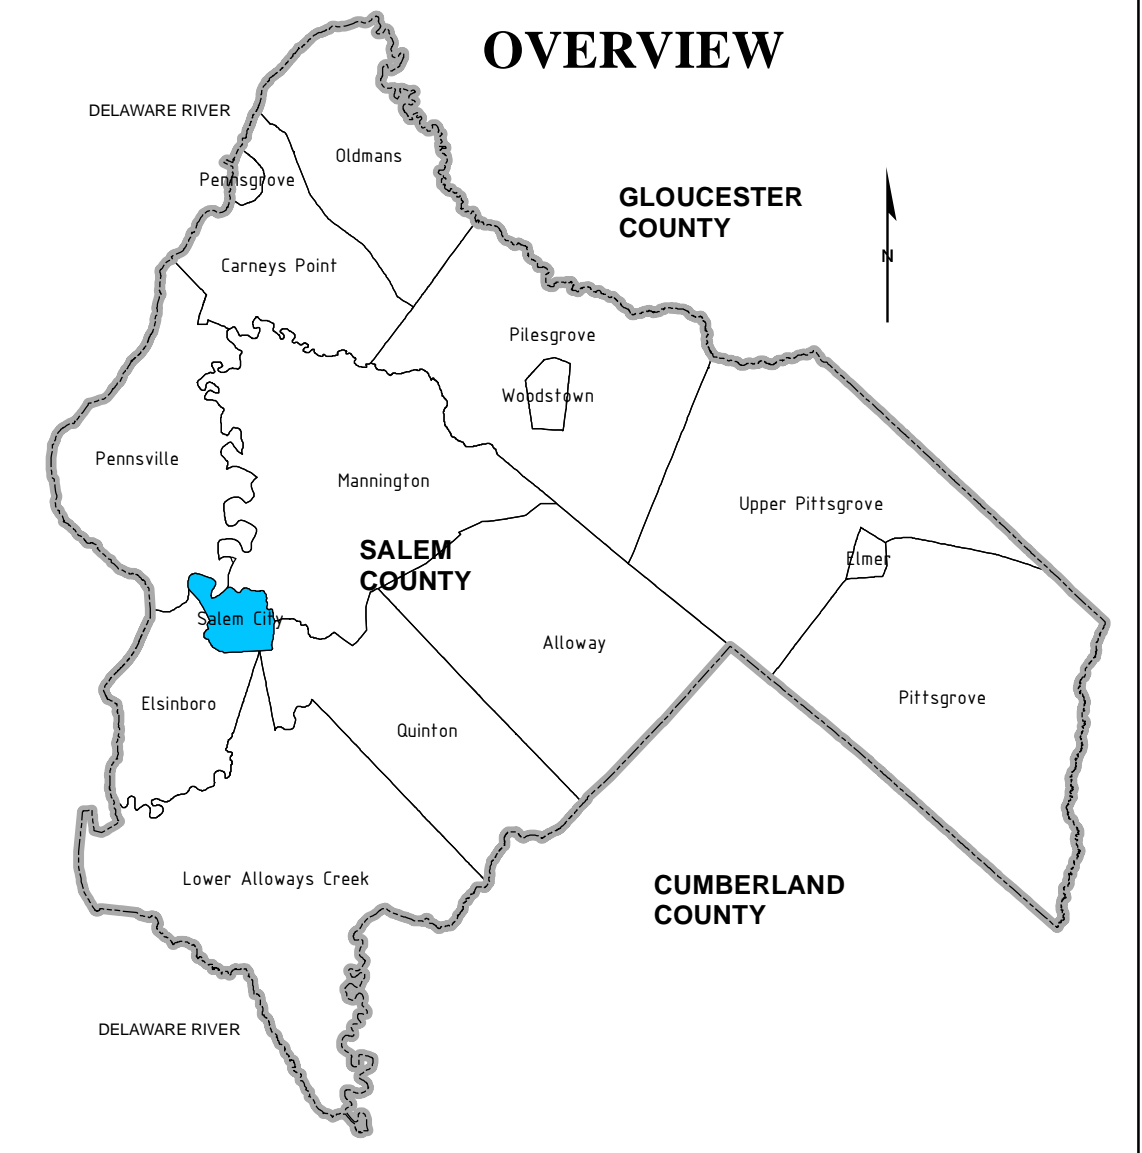 OVERVIEW
DELAWARE RIVER
Oldmans
Pennsgrove
GLOUCESTER
COUNTY
N
Carneys Point
Pilesgrove
Woodstown
Pennsville
Mannington
Upper Pittsgrove
SALEM
COUNTY
Elmer
Salem City
Alloway
Elsinboro
Pittsgrove
Quinton
Lower Alloways Creek
CUMBERLAND
COUNTY
DELAWARE RIVER